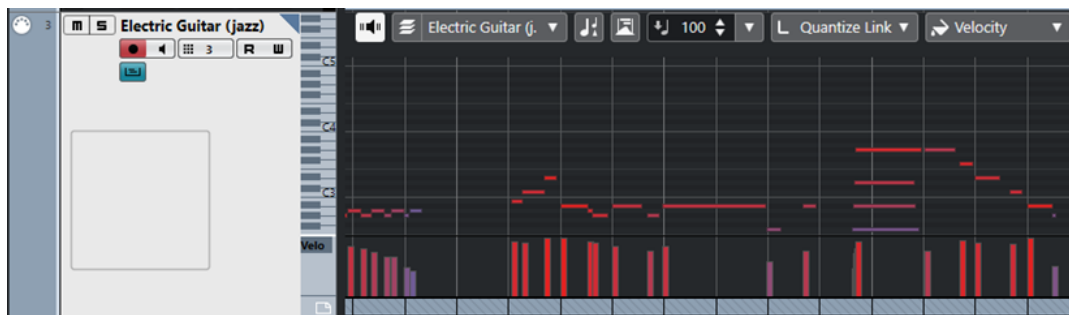 3 m S Electric Guitar (jazz) Electric Guitar (j. 100 L Quantize Link Velocity
3 R W
C5
C4
C3
Velo